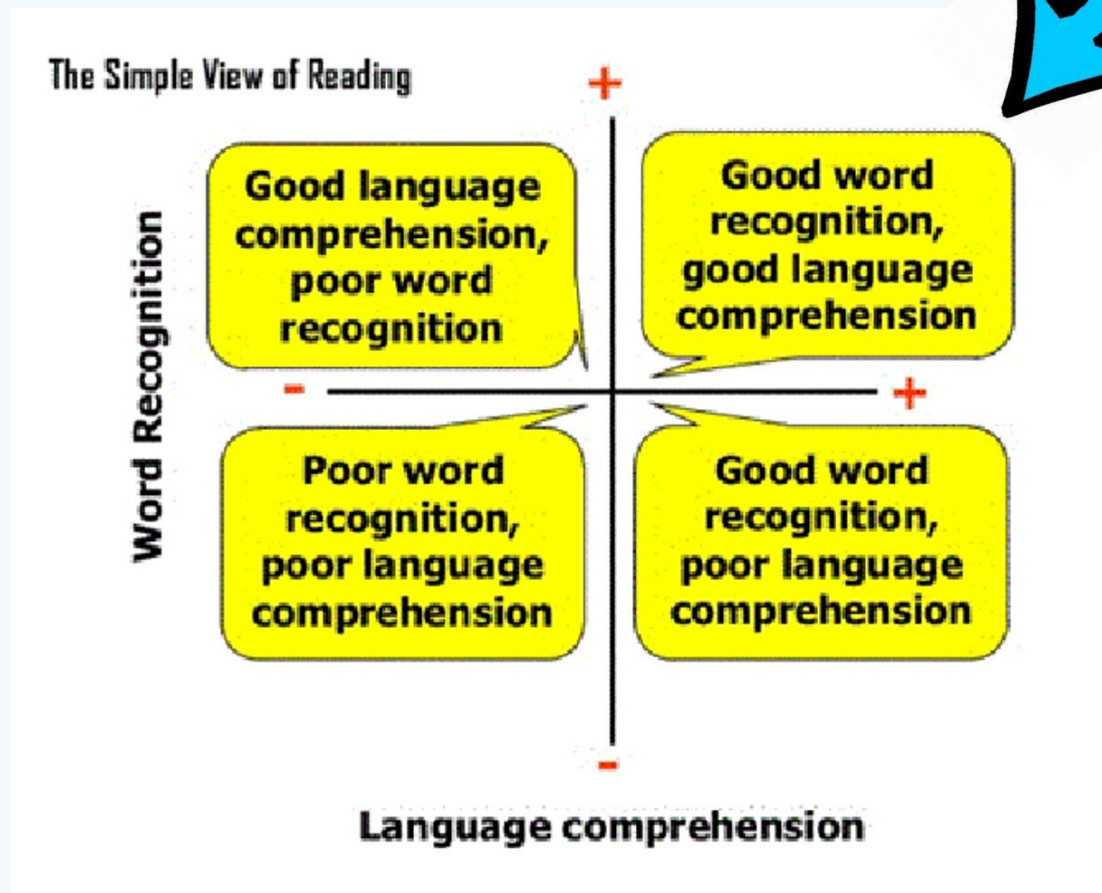 The Simple View of Reading
+
Good language
comprehension,
poor word
recognition
Good word
recognition,
good language
comprehension
Word Recognition
-
+
Poor word
recognition,
poor language
comprehension
Good word
recognition,
poor language
comprehension
-
Language comprehension